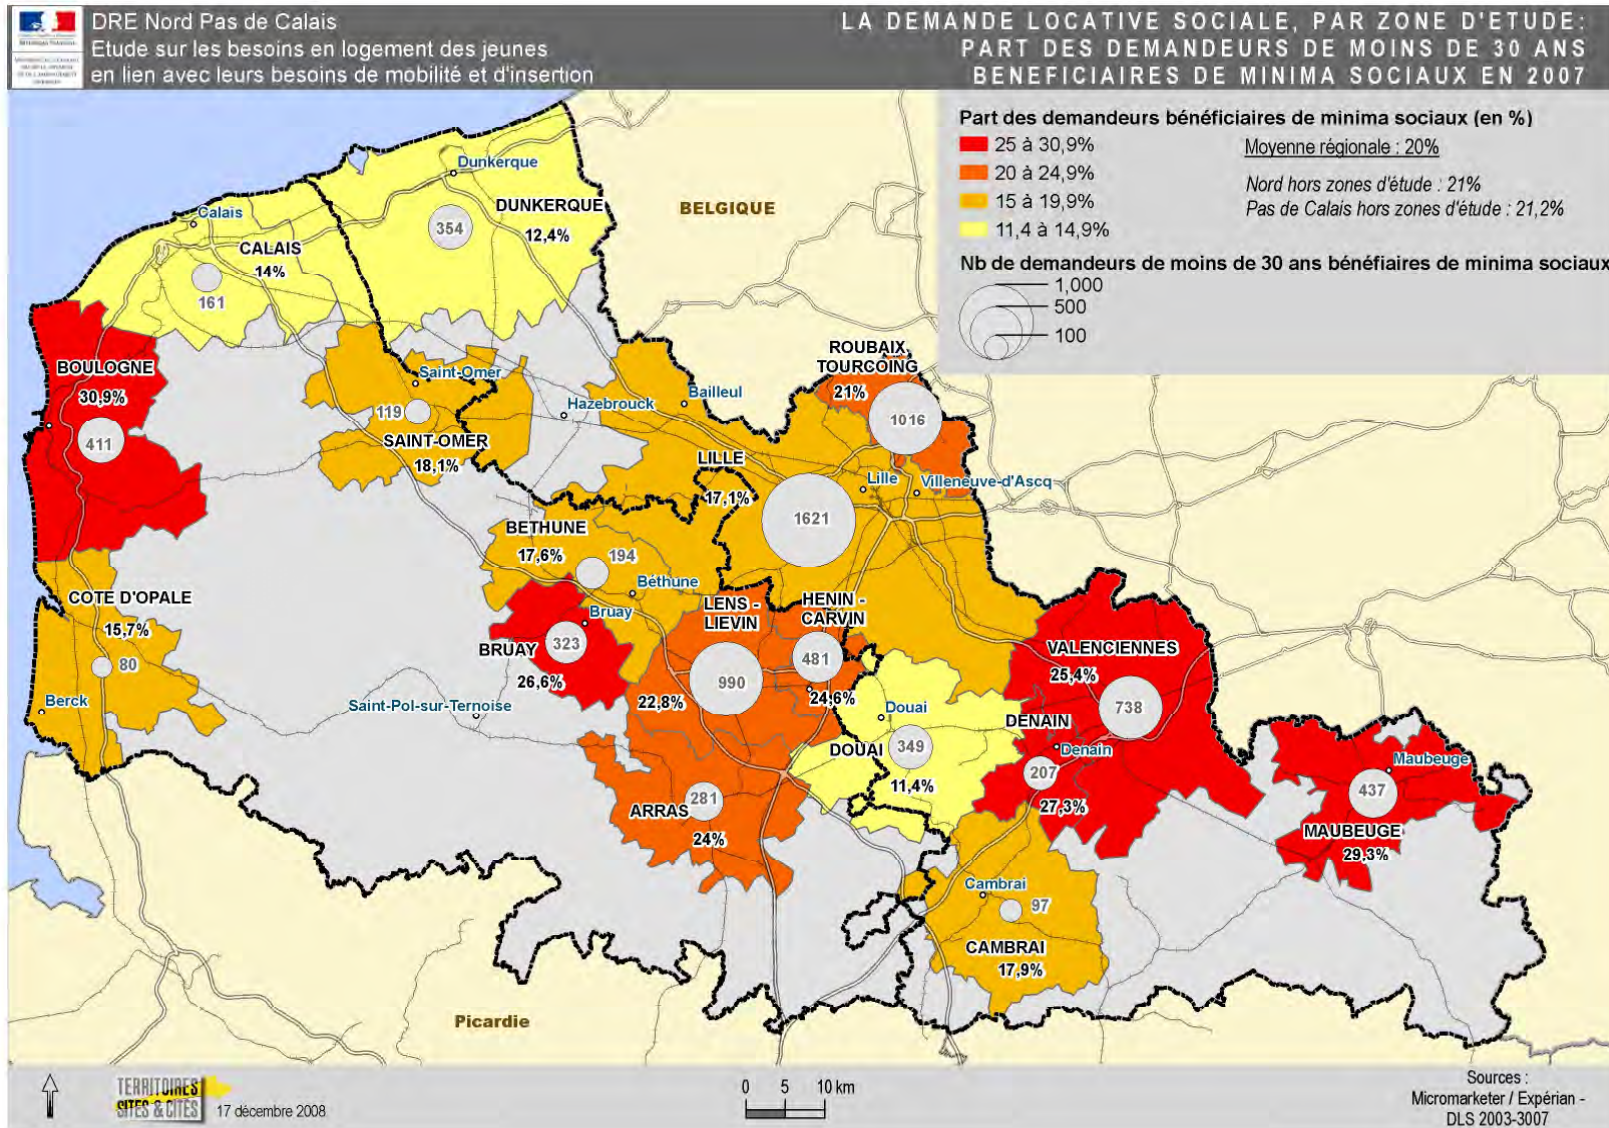 DRE Nord Pas de Calais
Etude sur les besoins en logement des jeunes
en lien avec leurs besoins de mobilité et d'insertion
LA DEMANDE LOCATIVE SOCIALE, PAR ZONE D'ETUDE:
PART DES DEMANDEURS DE MOINS DE 30 ANS
BENEFICIAIRES DE MINIMA SOCIAUX EN 2007
Part des demandeurs bénéficiaires de minima sociaux (en %)
25 à 30,9%
20 à 24,9%
15 à 19,9%
11,4 à 14,9%
Moyenne régionale : 20%
Nord hors zones d'étude : 21%
Pas de Calais hors zones d'étude : 21,2%
Nb de demandeurs de moins de 30 ans bénéfiaires de minima sociaux
1,000
500
100
Dunkerque
DUNKERQUE
12,4%
354
BELGIQUE
Calais
CALAIS
14%
161
BOULOGNE
30,9%
411
Saint-Omer
119
SAINT-OMER
18,1%
Hazebrouck
Bailleul
ROUBAIX
TOURCOING
21%
1016
LILLE
17,1%
Lille
Villeneuve-d'Ascq
1621
BETHUNE
17,6%
194
Béthune
COTE D'OPALE
15,7%
80
Berck
Bruay
BRUAY
323
26,6%
LENS -
LIEVIN
990
22,8%
HENIN -
CARVIN
481
24,6%
Saint-Pol-sur-Ternoise
VALENCIENNES
25,4%
738
Douai
DOUAI
349
11,4%
DENAIN
Denain
207
27,3%
ARRAS
281
24%
Maubeuge
437
MAUBEUGE
29,3%
Cambrai
97
CAMBRAI
17,9%
Picardie
TERRITOIRES
SITES & CITÉS
17 décembre 2008
0 5 10 km
Sources :
Micromarketer / Expérian -
DLS 2003-3007